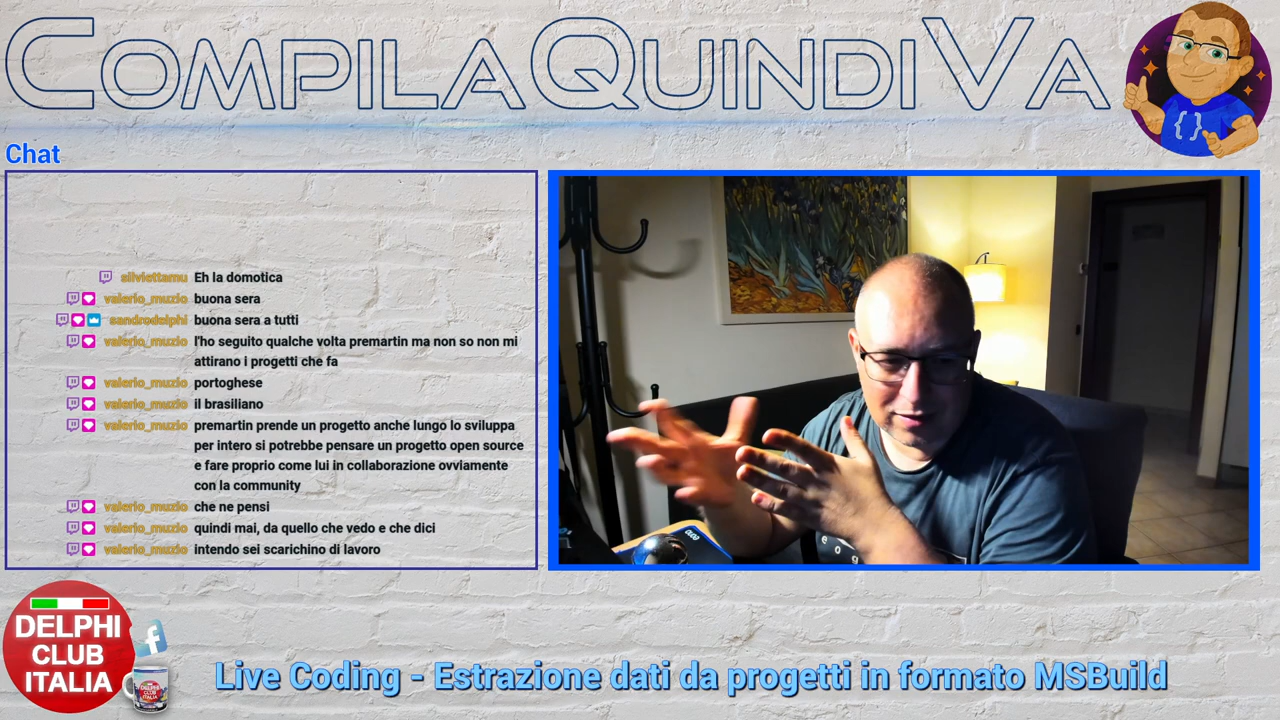 CompilaQuindiVa
{ }
Chat
silviettamu Eh la domotica
valerio_muzio buona sera
sandrodelphi buona sera a tutti
valerio_muzio l'ho seguito qualche volta premartin ma non so non mi
attirano i progetti che fa
valerio_muzio portoghese
valerio_muzio il brasiliano
valerio_muzio premartin prende un progetto anche lungo lo sviluppa
per intero si potrebbe pensare un progetto open source
e fare proprio come lui in collaborazione ovviamente
con la community
valerio_muzio che ne pensi
valerio_muzio quindi mai, da quello che vedo e che dici
valerio_muzio intendo sei scarichino di lavoro
DELPHI
CLUB
ITALIA
f
DELPHI
CLUB
ITALIA
Live Coding - Estrazione dati da progetti in formato MSBuild